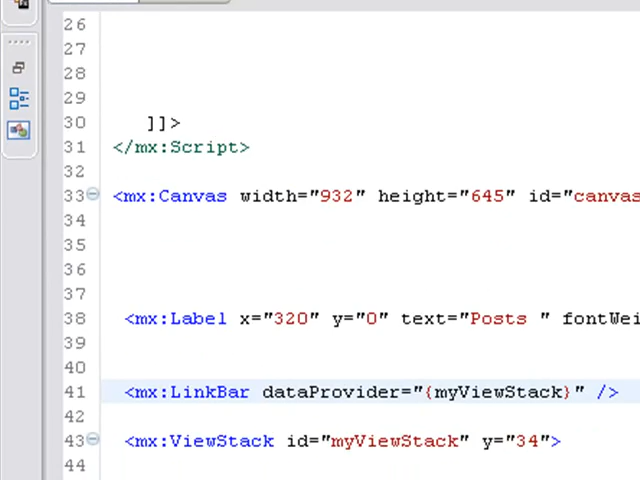 26
27
28
29
30 ]]>
31 </mx:Script>
32
33 <mx:Canvas width="932" height="645" id="canvas
34
35
36
37
38 <mx:Label x="320" y="0" text="Posts " fontWei
39
40
41 <mx:LinkBar dataProvider="{myViewStack}" />
42
43 <mx:ViewStack id="myViewStack" y="34">
44